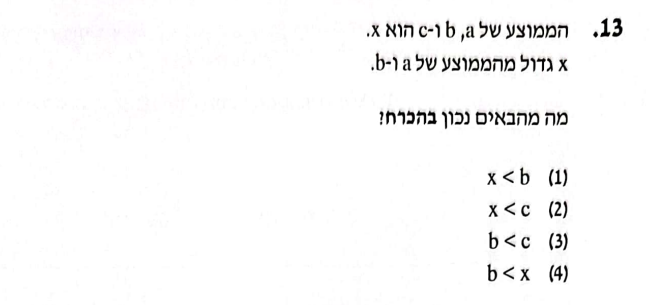 13. הממוצע של a, b ו-c הוא x.
x גדול מהממוצע של a ו-b.
מה מהבאים נכון בהכרח?
(1) x < b
(2) x < c
(3) b < c
(4) b < x